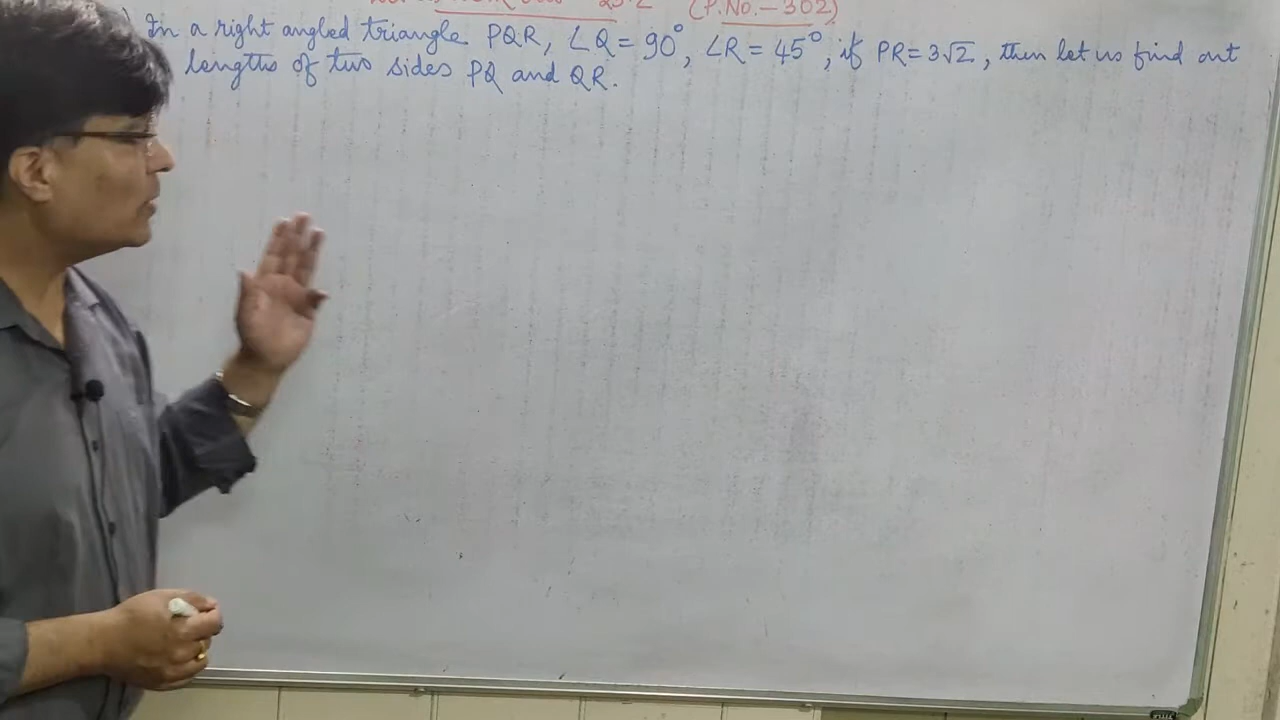 (P.No.-302)
In a right angled triangle PQR, ∠Q = 90°, ∠R = 45°, if PR = 3√2, then let us find out
lengths of two sides PQ and QR.